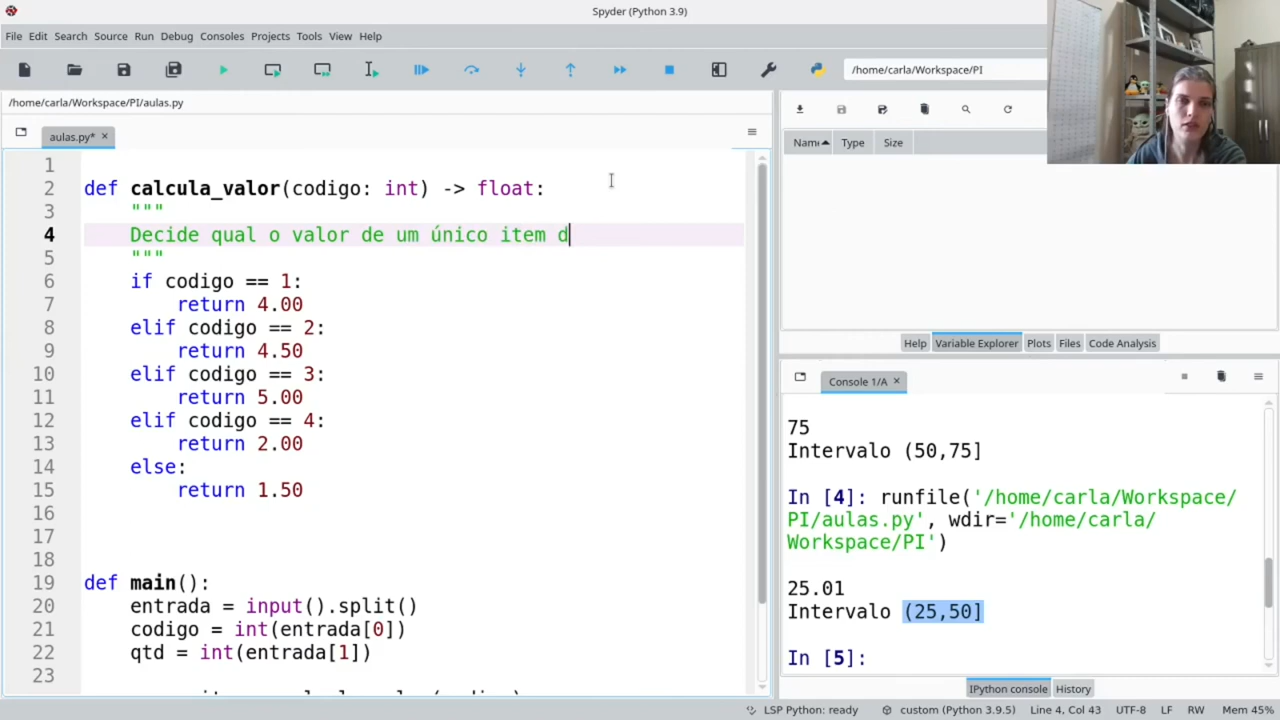 Spyder (Python 3.9)
File Edit Search Source Run Debug Consoles Projects Tools View Help
/home/carla/Workspace/PI
/home/carla/Workspace/PI/aulas.py
aulas.py*
1
2 def calcula_valor(codigo: int) -> float:
3 """
4 Decide qual o valor de um único item d
5 """
6 if codigo == 1:
7 return 4.00
8 elif codigo == 2:
9 return 4.50
10 elif codigo == 3:
11 return 5.00
12 elif codigo == 4:
13 return 2.00
14 else:
15 return 1.50
16
17
18
19 def main():
20 entrada = input().split()
21 codigo = int(entrada[0])
22 qtd = int(entrada[1])
23
Name Type Size
Help Variable Explorer Plots Files Code Analysis
Console 1/A
75
Intervalo (50,75]
In [4]: runfile('/home/carla/Workspace/
PI/aulas.py', wdir='/home/carla/
Workspace/PI')
25.01
Intervalo (25,50]
In [5]:
IPython console History
LSP Python: ready custom (Python 3.9.5) Line 4, Col 43 UTF-8 LF RW Mem 45%